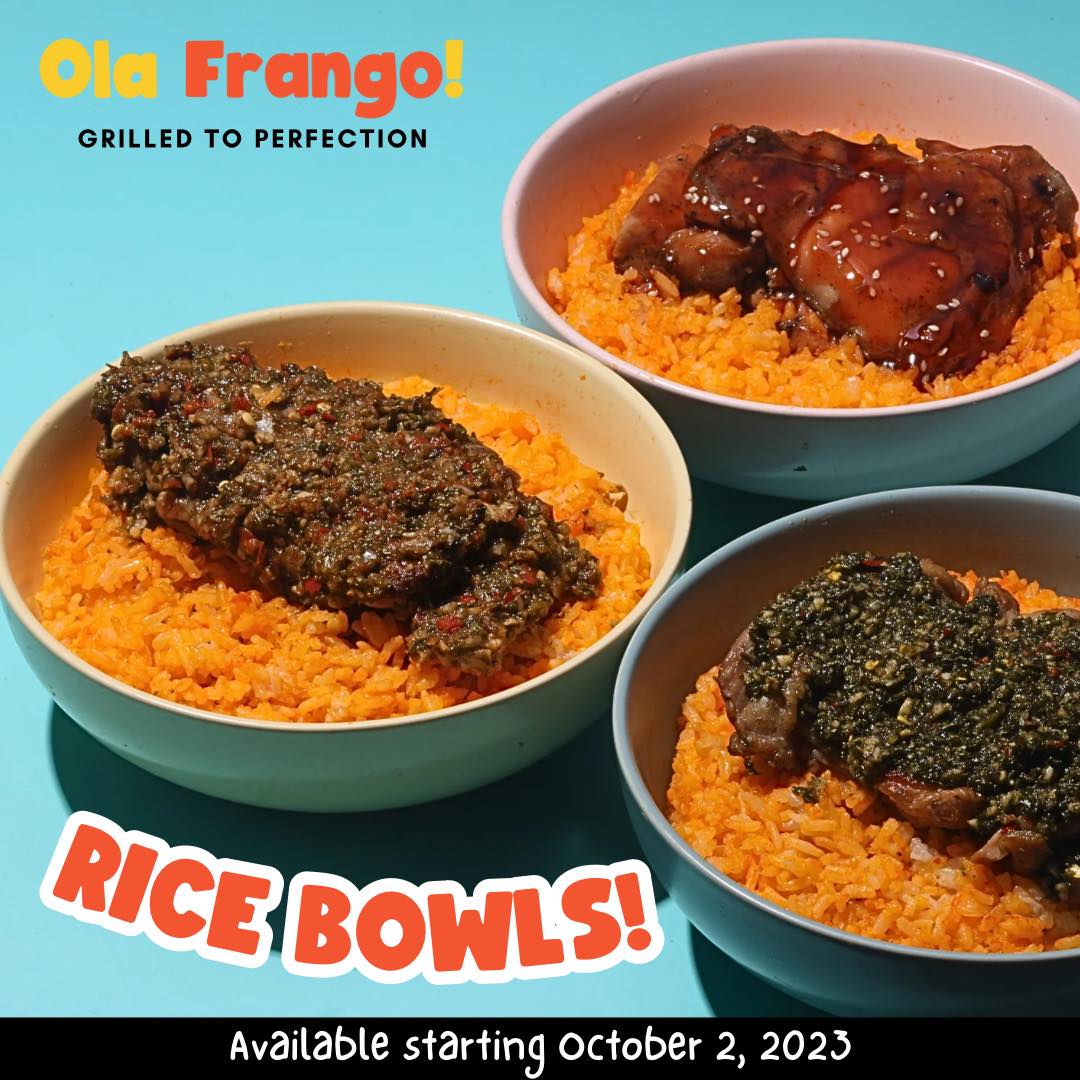 Ola Frango!
GRILLED TO PERFECTION
RICE BOWLS!
Available starting October 2, 2023